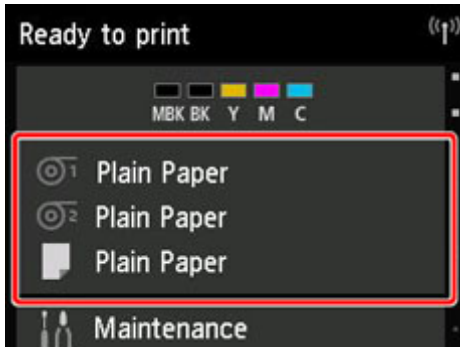 Ready to print
MBK BK Y M C
1 Plain Paper
2 Plain Paper
Plain Paper
Maintenance